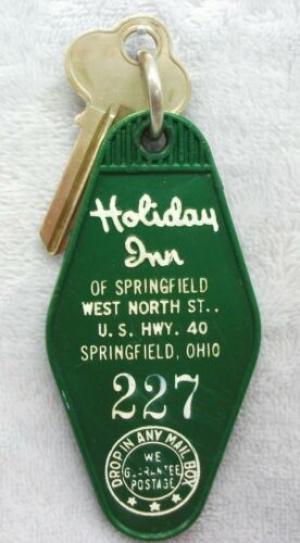 Holiday
Inn
OF SPRINGFIELD
WEST NORTH ST..
U. S. HWY. 40
SPRINGFIELD, OHIO
227
DROP IN ANY MAIL BOX
WE
GUARANTEE
POSTAGE